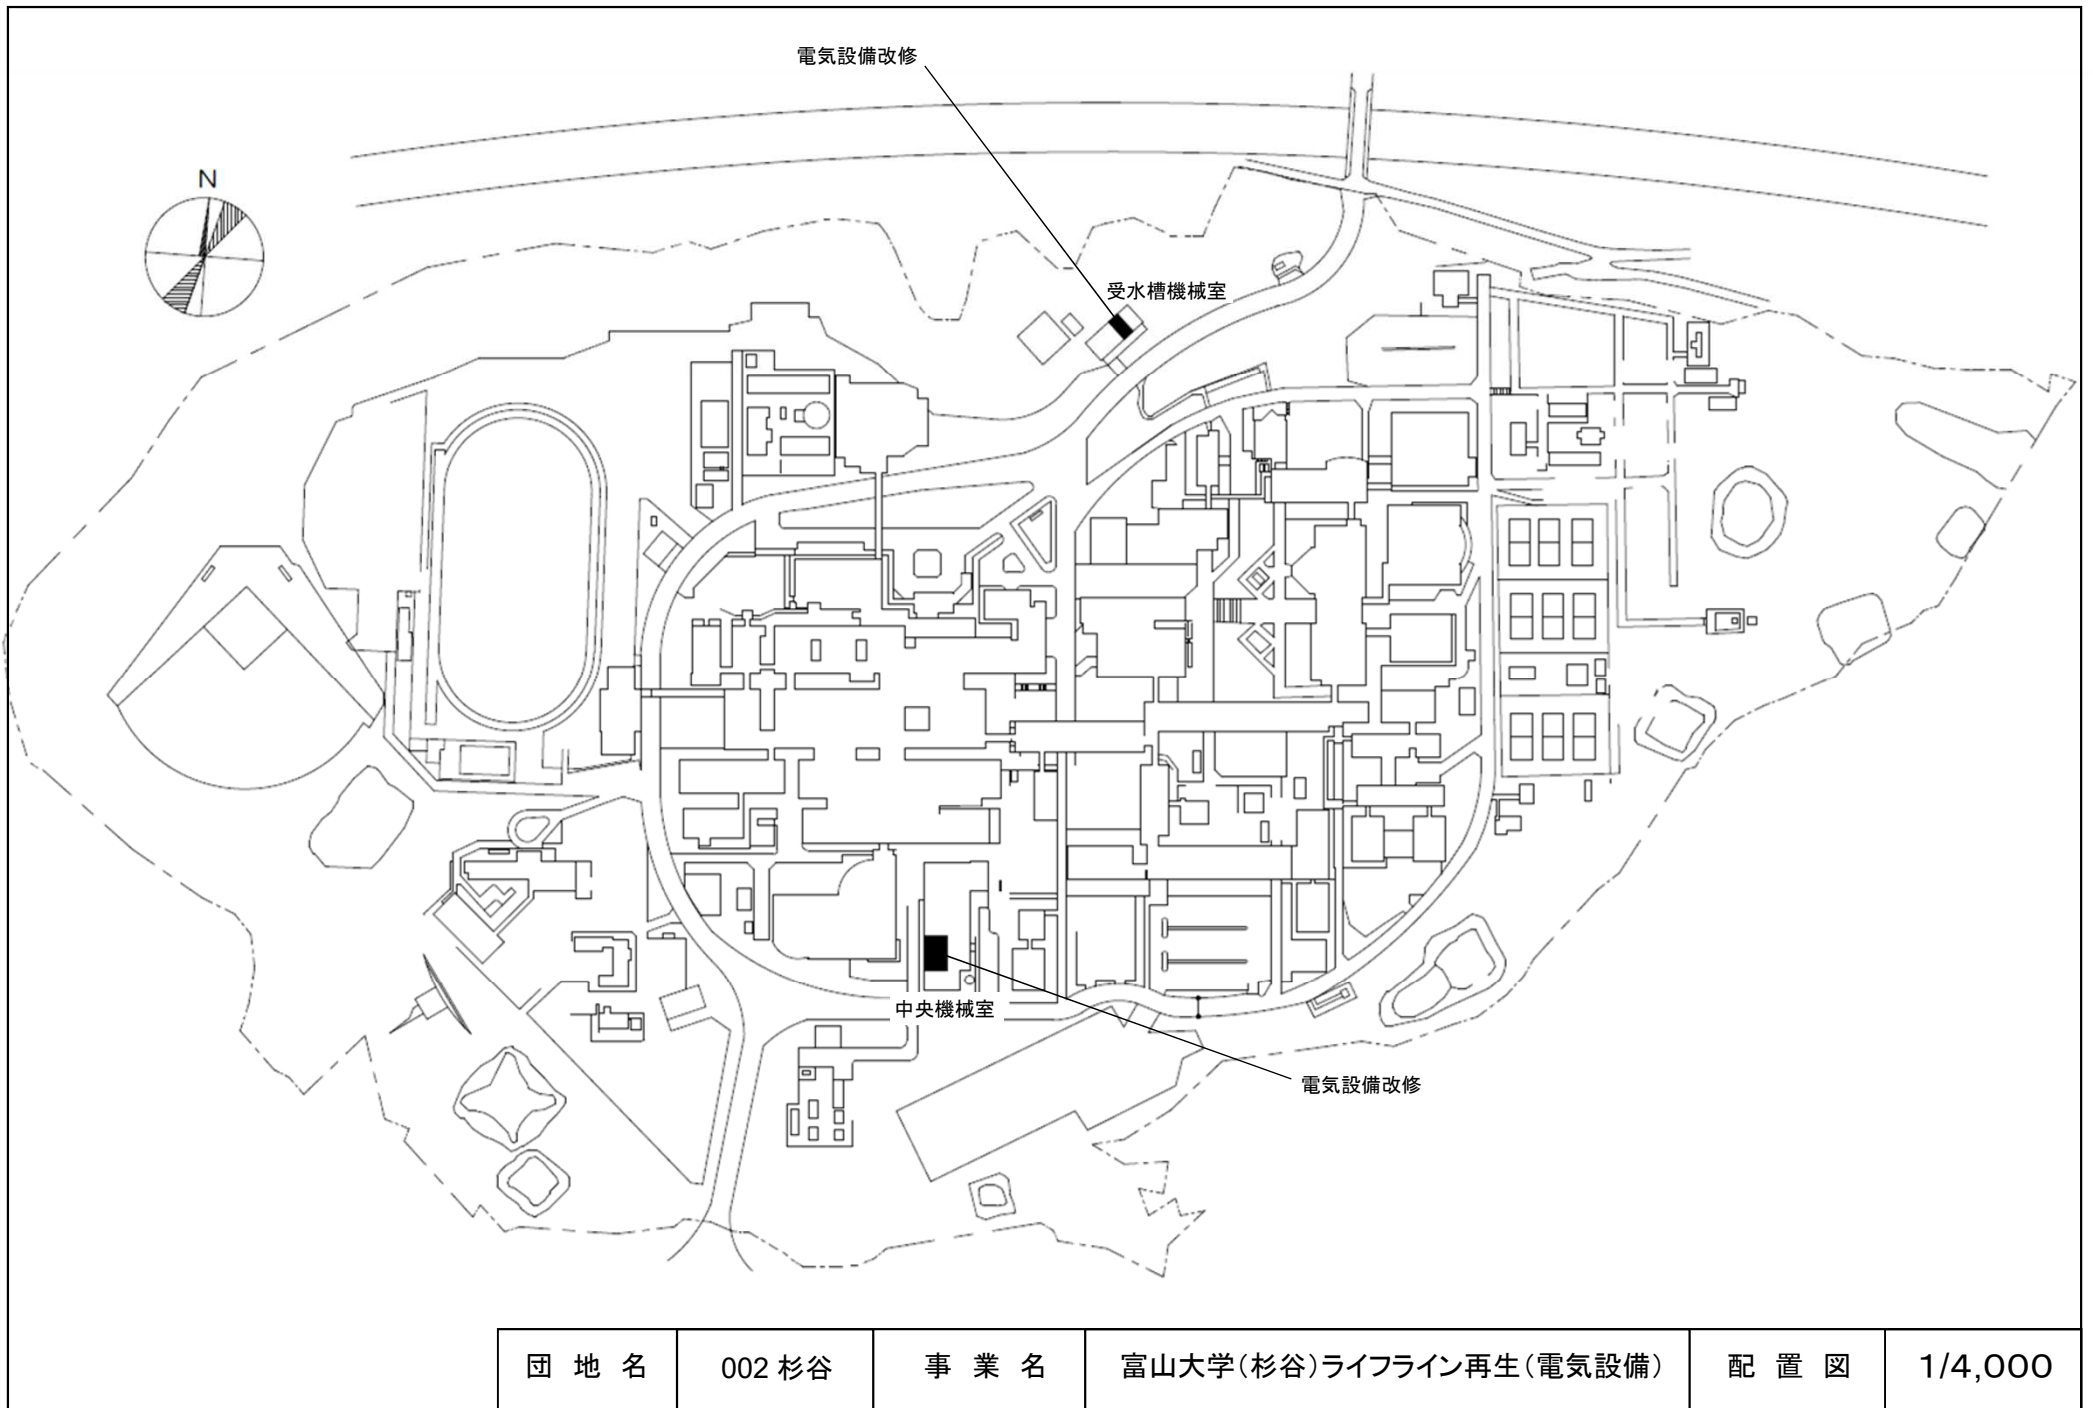 電気設備改修
N
受水槽機械室
中央機械室
電気設備改修
団地名 002 杉谷 事業名 富山大学(杉谷)ライフライン再生(電気設備) 配置図 1/4,000